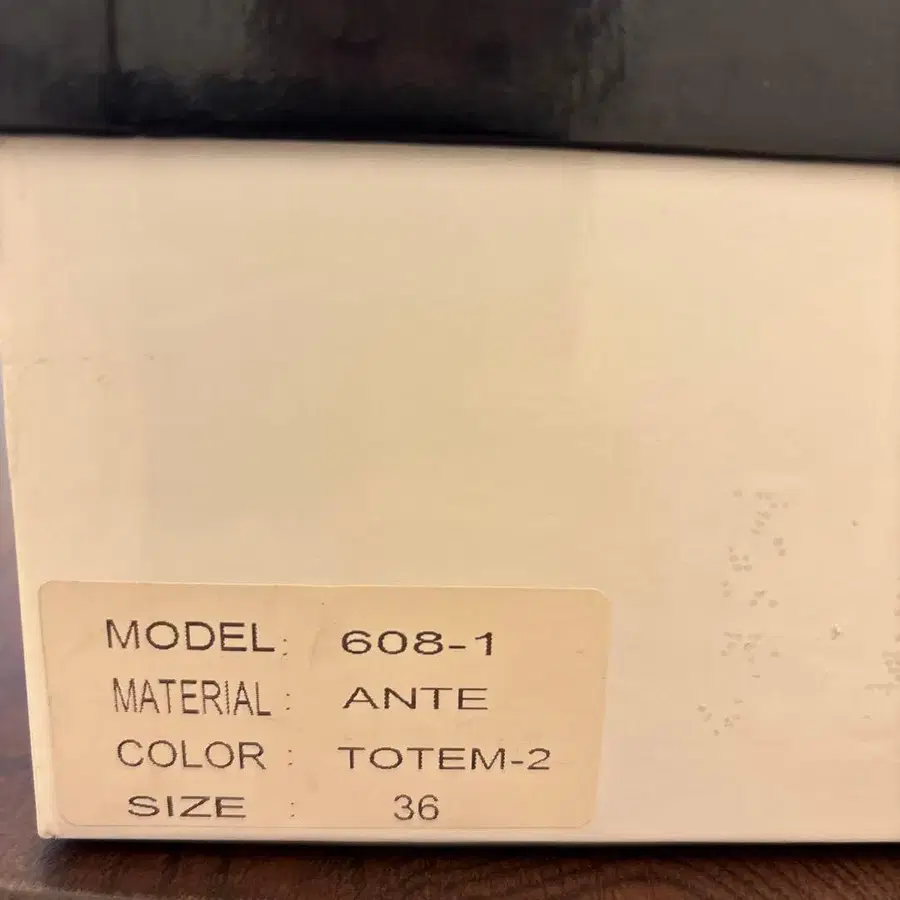 MODEL: 608-1
MATERIAL: ANTE
COLOR : TOTEM-2
SIZE : 36